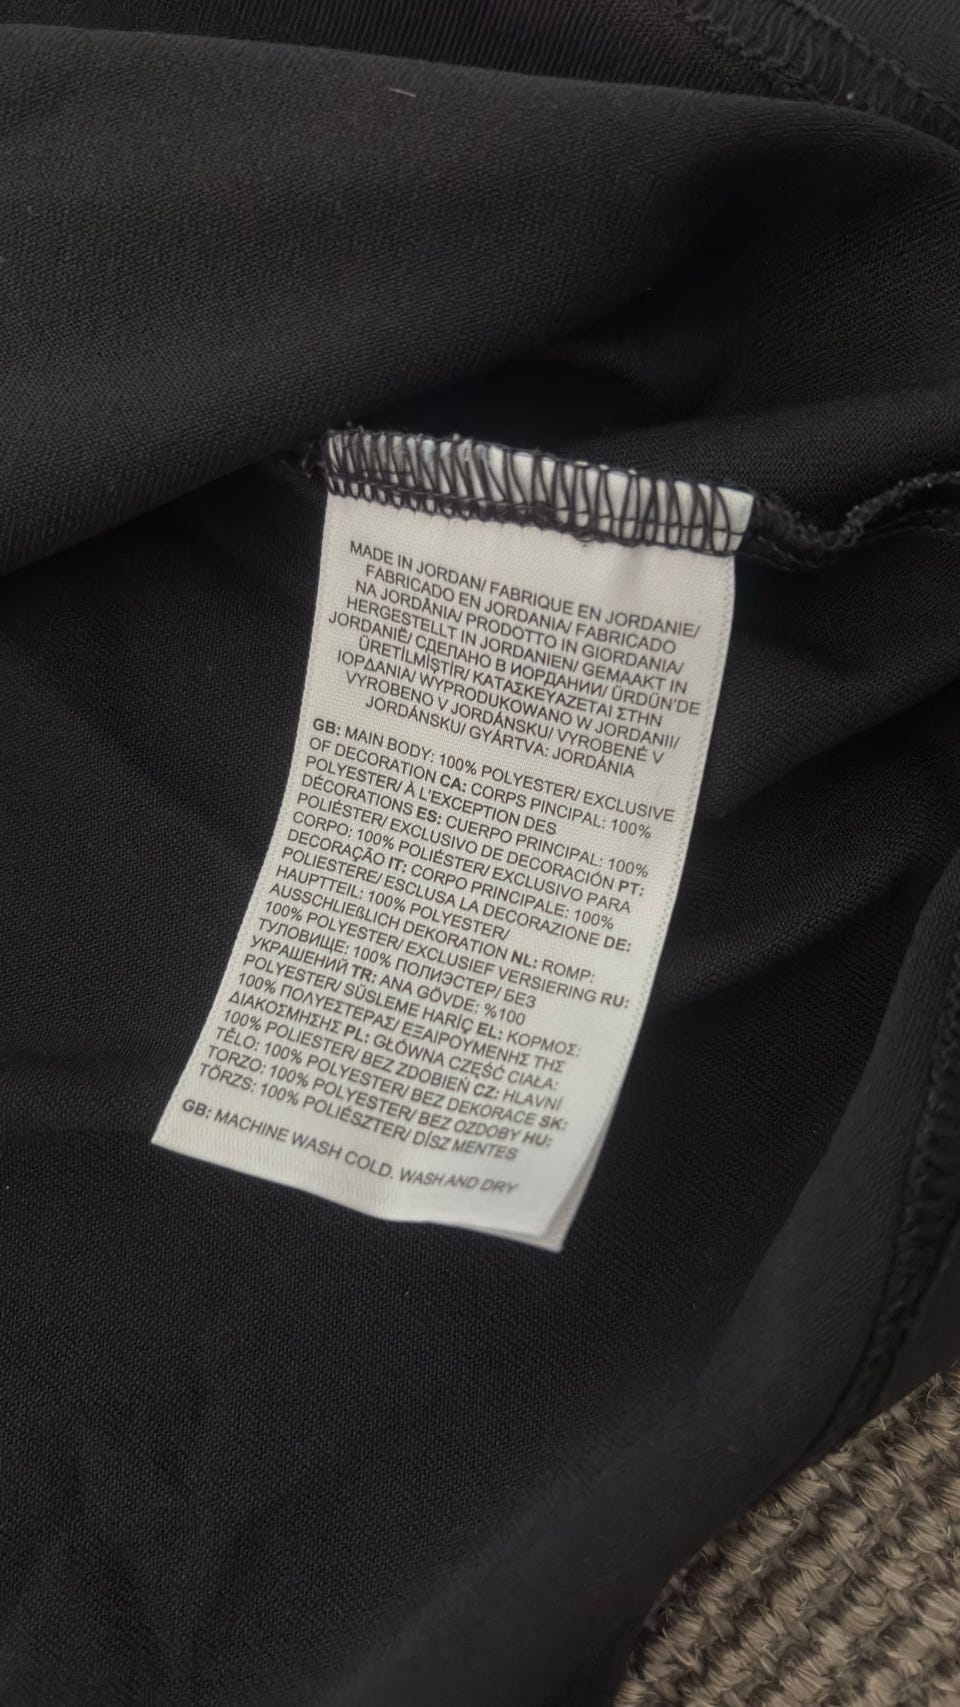 MADE IN JORDAN/ FABRIQUE EN JORDANIE/
FABRICADO EN JORDANIA/ FABRICADO
NA JORDÂNIA/ PRODOTTO IN GIORDANIA/
HERGESTELLT IN JORDANIEN/ GEMAAKT IN
JORDANIË/ СДЕЛАНО В ИОРДАНИИ/ ÜRDÜN'DE
ÜRETİLMİŞTİR/ ΚΑΤΑΣΚΕΥΑΖΕΤΑΙ ΣΤΗΝ
ΙΟΡΔΑΝΙΑ/ WYPRODUKOWANO W JORDANII/
VYROBENO V JORDÁNSKU/ VYROBENÉ V
JORDÁNSKU/ GYÁRTVA: JORDÁNIA
GB: MAIN BODY: 100% POLYESTER/ EXCLUSIVE
OF DECORATION CA: CORPS PINCIPAL: 100%
POLYESTER/ À L'EXCEPTION DES
DÉCORATIONS ES: CUERPO PRINCIPAL: 100%
POLIÉSTER/ EXCLUSIVO DE DECORACIÓN PT:
CORPO: 100% POLIÉSTER/ EXCLUSIVO PARA
DECORAÇÃO IT: CORPO PRINCIPALE: 100%
POLIESTERE/ ESCLUSA LA DECORAZIONE DE:
HAUPTTEIL: 100% POLYESTER/
AUSSCHLIEßLICH DEKORATION NL: ROMP:
100% POLYESTER/ EXCLUSIEF VERSIERING RU:
ТУЛОВИЩЕ: 100% ПОЛИЭСТЕР/ БЕЗ
УКРАШЕНИЙ TR: ANA GÖVDE: %100
POLYESTER/ SÜSLEME HARİÇ EL: ΚΟΡΜΟΣ:
100% ΠΟΛΥΕΣΤΕΡΑΣ/ ΕΞΑΙΡΟΥΜΕΝΗΣ ΤΗΣ
ΔΙΑΚΟΣΜΗΣΗΣ PL: GŁÓWNA CZĘŚĆ CIAŁA:
100% POLIESTER/ BEZ ZDOBIEŃ CZ: HLAVNÍ
TĚLO: 100% POLYESTER/ BEZ DEKORACE SK:
TORZO: 100% POLYESTER/ BEZ OZDOBY HU:
TÖRZS: 100% POLIÉSZTER/ DÍSZ MENTES
GB: MACHINE WASH COLD. WASH AND DRY